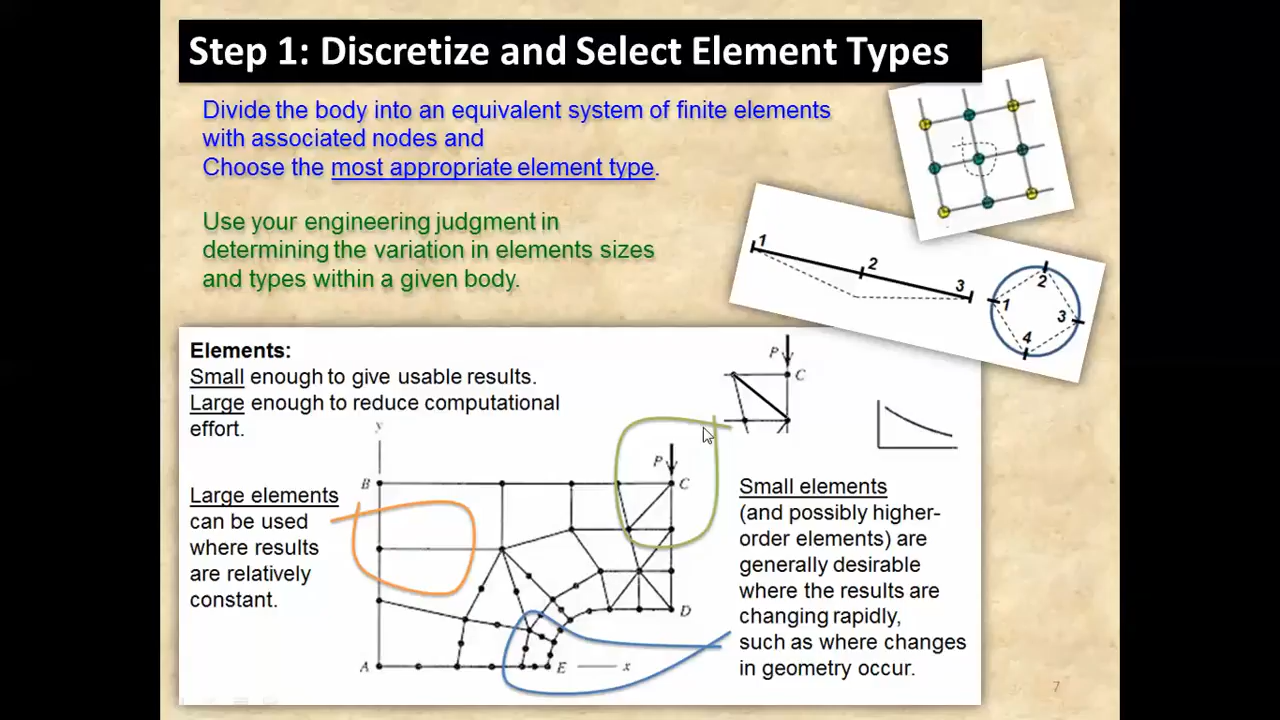 Step 1: Discretize and Select Element Types
Divide the body into an equivalent system of finite elements
with associated nodes and
Choose the most appropriate element type.
Use your engineering judgment in
determining the variation in elements sizes
and types within a given body.
1
2
3
1
2
3
4
Elements:
Small enough to give usable results.
Large enough to reduce computational
effort.
P
C
y
P
B
C
Large elements
can be used
where results
are relatively
constant.
Small elements
(and possibly higher-
order elements) are
generally desirable
where the results are
changing rapidly,
such as where changes
in geometry occur.
D
A
E
x
7